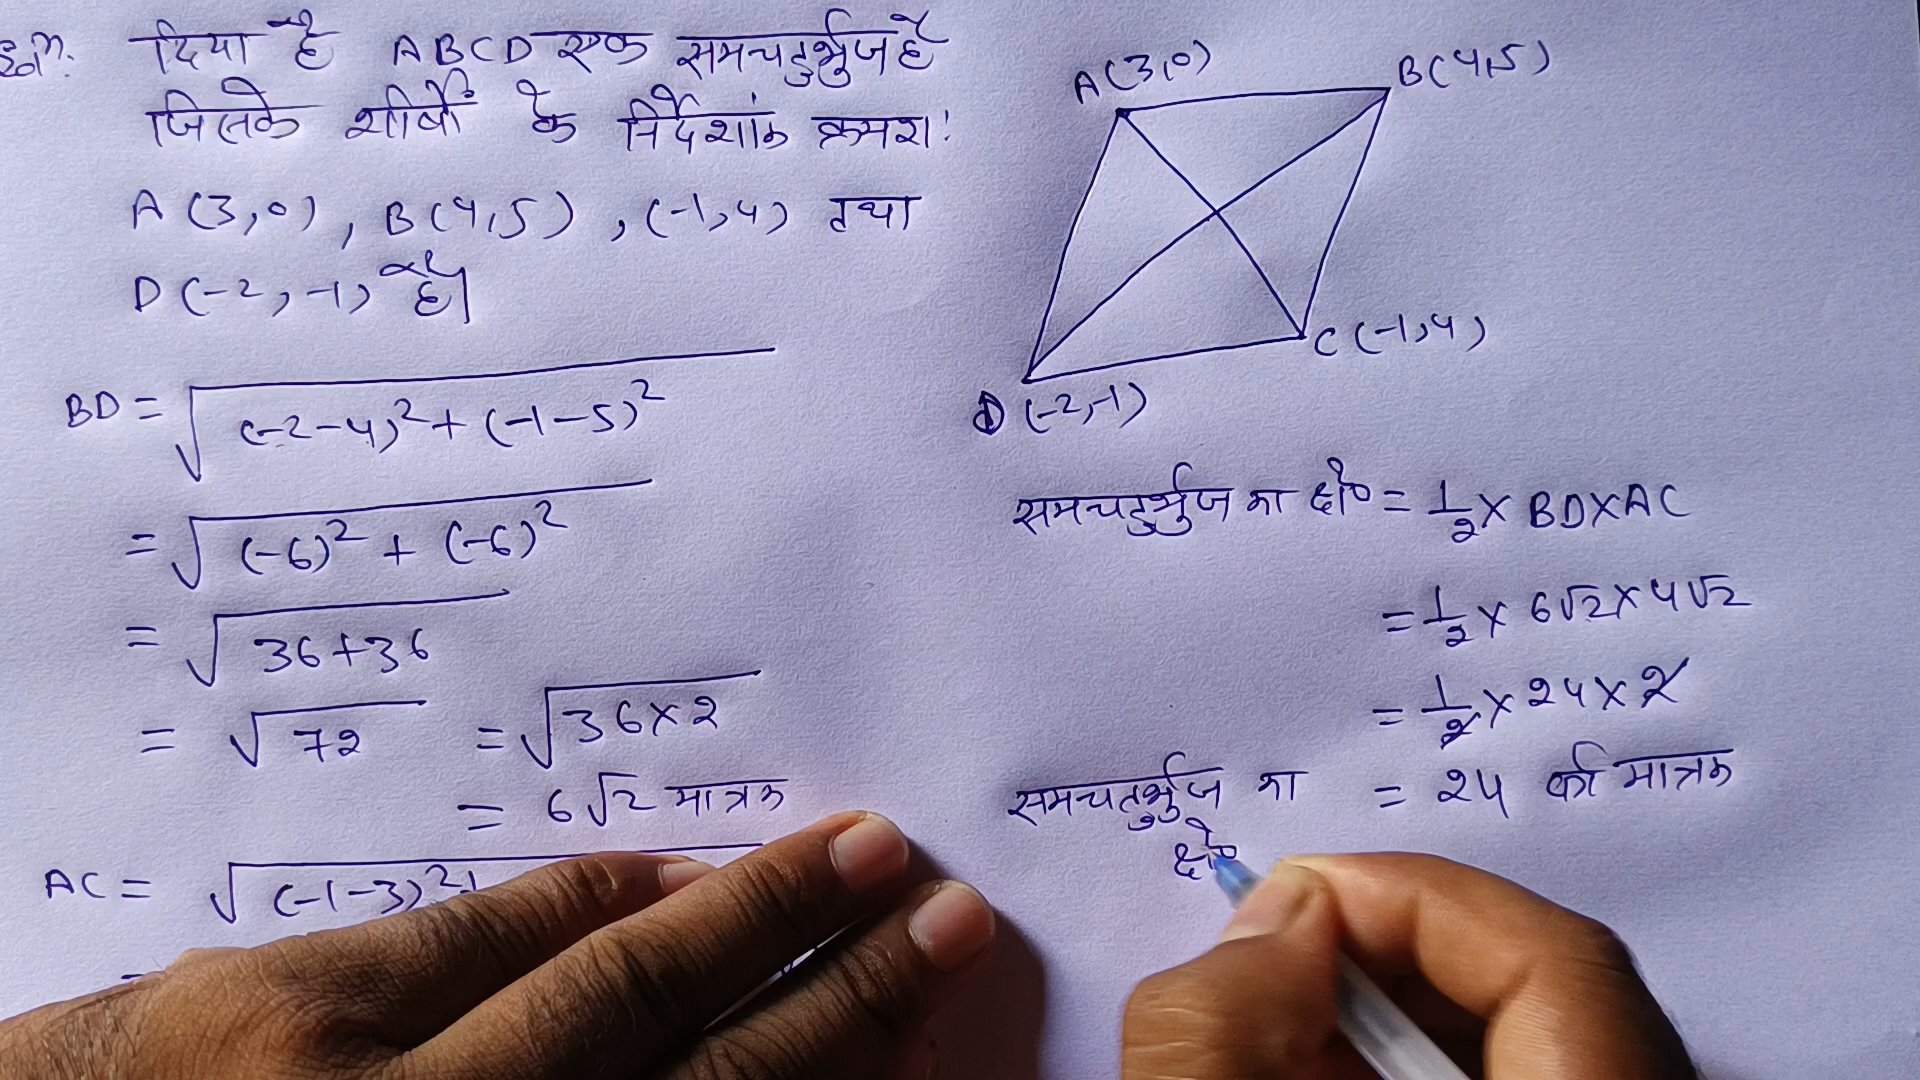 Solⁿ: दिया है ABCD एक समचतुर्भुज है
जिसके शीर्षों के निर्देशांक क्रमशः
A (3,0), B (4,5), (-1,4) तथा
D (-2,-1) है।
BD = √(-2-4)² + (-1-5)²
= √(-6)² + (-6)²
= √36+36
= √72 = √36×2
= 6√2 मात्रक
AC = √(-1-3)²+
A(3,0)
B(4,5)
C(-1,4)
D(-2,-1)
समचतुर्भुज का क्षे० = 1/2 × BD×AC
= 1/2 × 6√2×4√2
= 1/2 × 24×2
समचतुर्भुज का = 24 वर्ग मात्रक
क्षे०